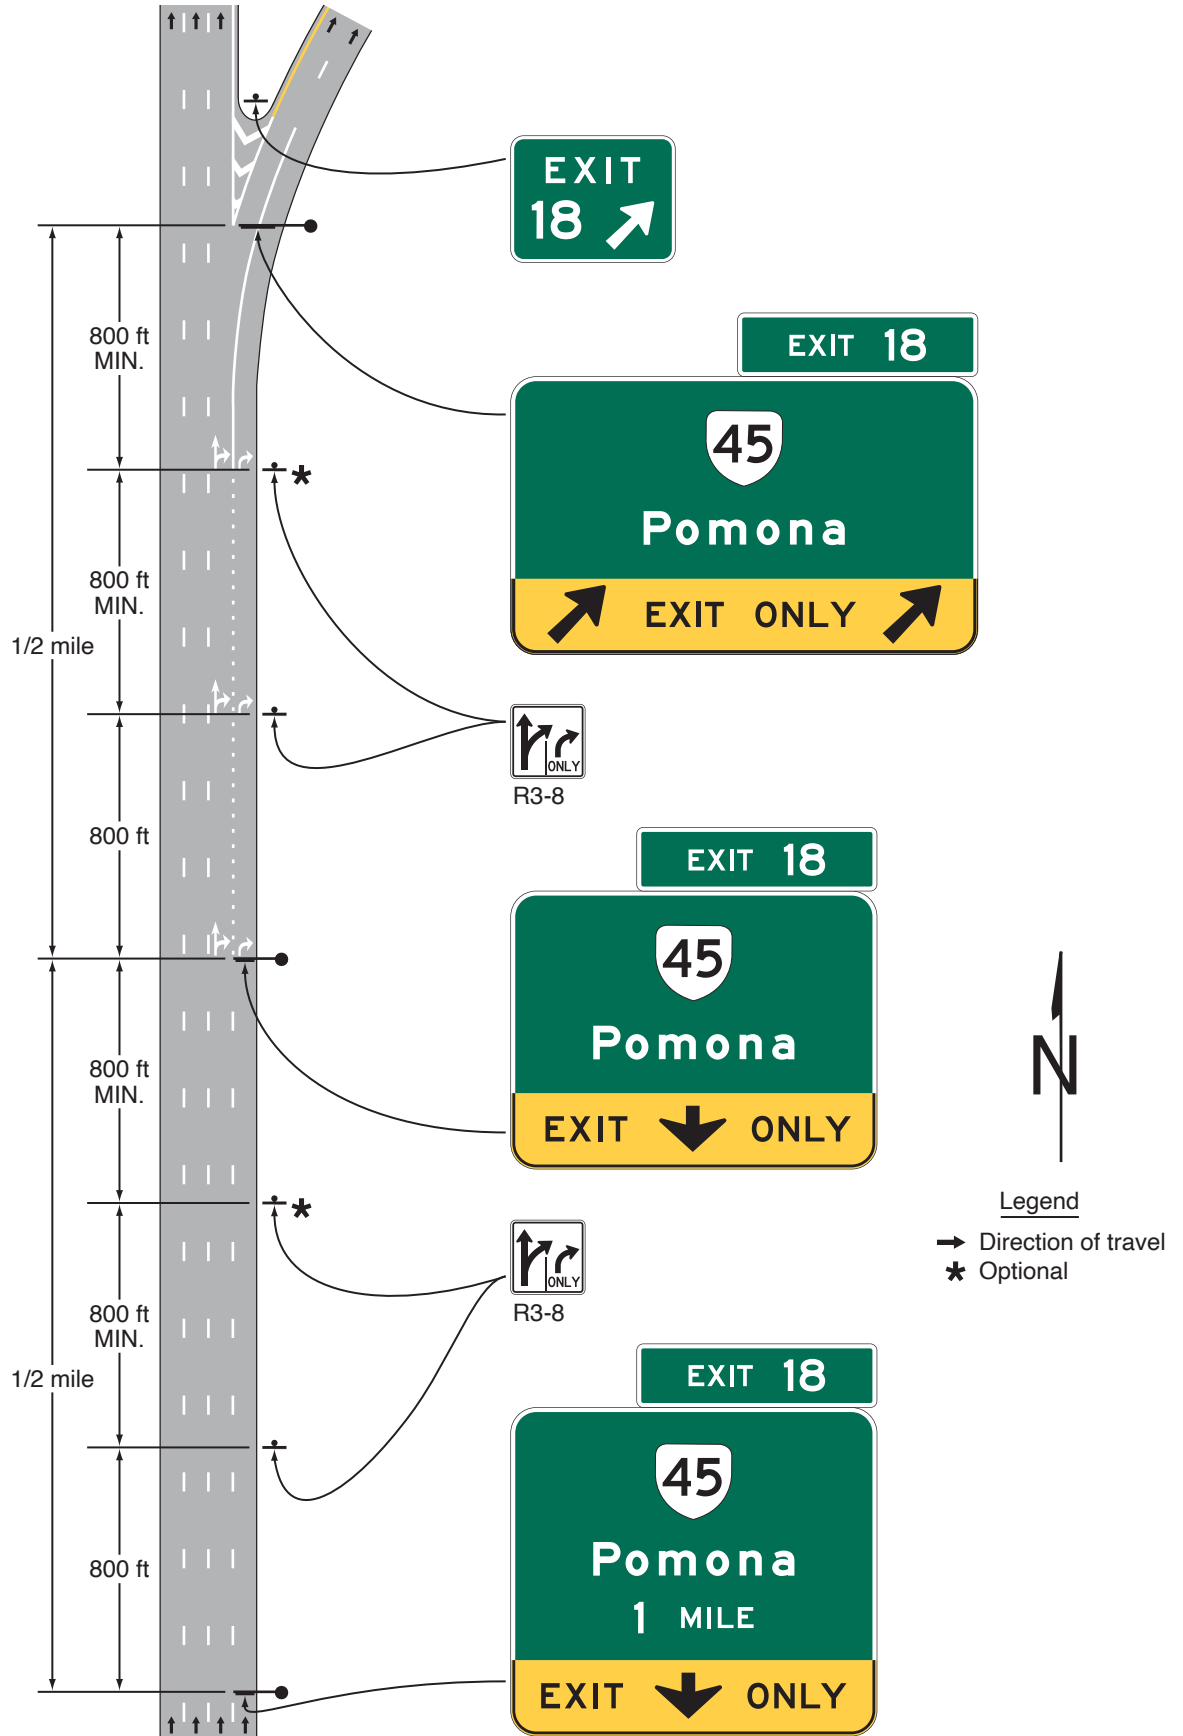 EXIT
18
EXIT 18
800 ft
MIN.
45
Pomona
EXIT ONLY
800 ft
MIN.
1/2 mile
ONLY
R3-8
800 ft
EXIT 18
45
Pomona
EXIT ONLY
800 ft
MIN.
N
Legend
Direction of travel
* Optional
*
*
ONLY
R3-8
800 ft
MIN.
1/2 mile
EXIT 18
45
Pomona
1 MILE
800 ft
EXIT ONLY